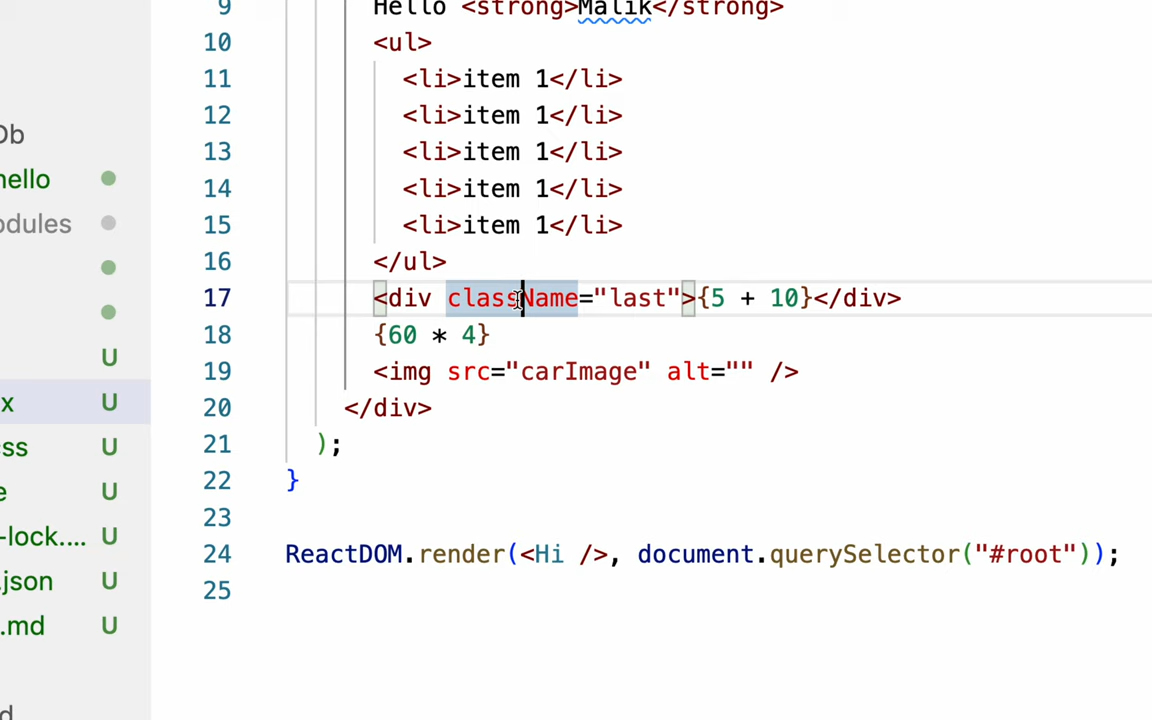 9 Hello <strong>Malik</strong>
10 <ul>
11 <li>item 1</li>
12 <li>item 1</li>
13 <li>item 1</li>
14 <li>item 1</li>
15 <li>item 1</li>
16 </ul>
17 <div className="last">{5 + 10}</div>
18 {60 * 4}
19 <img src="carImage" alt="" />
20 </div>
21 );
22 }
23
24 ReactDOM.render(<Hi />, document.querySelector("#root"));
25
Db
hello
odules
U
x U
ss U
e U
-lock.... U
.json U
.md U